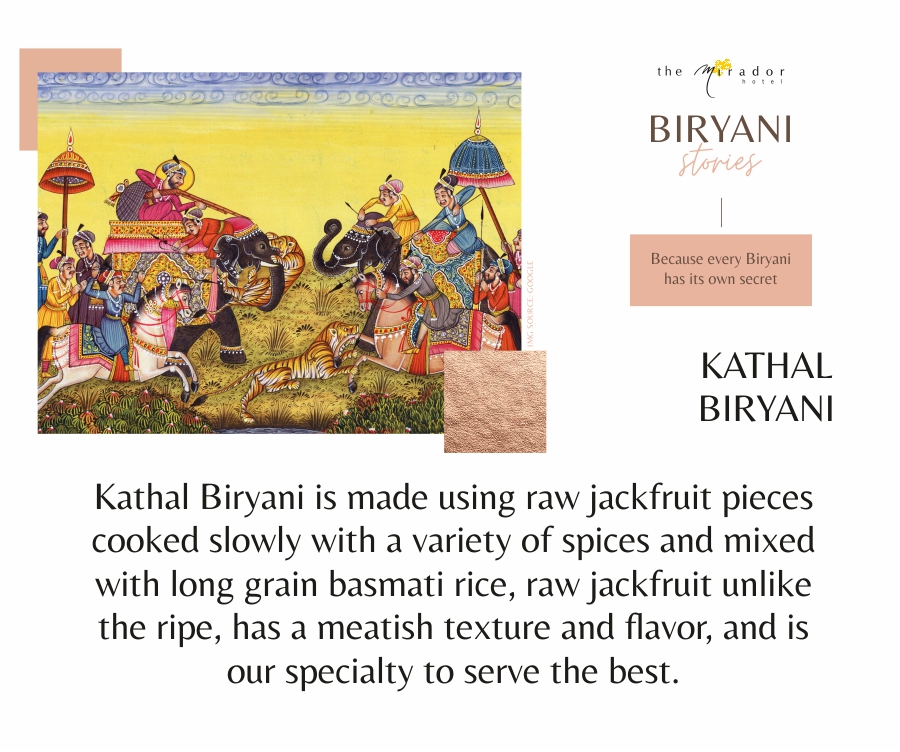 the mirador
hotel
BIRYANI
stories
Because every Biryani
has its own secret
IMG SOURCE: GOOGLE
KATHAL
BIRYANI
Kathal Biryani is made using raw jackfruit pieces
cooked slowly with a variety of spices and mixed
with long grain basmati rice, raw jackfruit unlike
the ripe, has a meatish texture and flavor, and is
our specialty to serve the best.